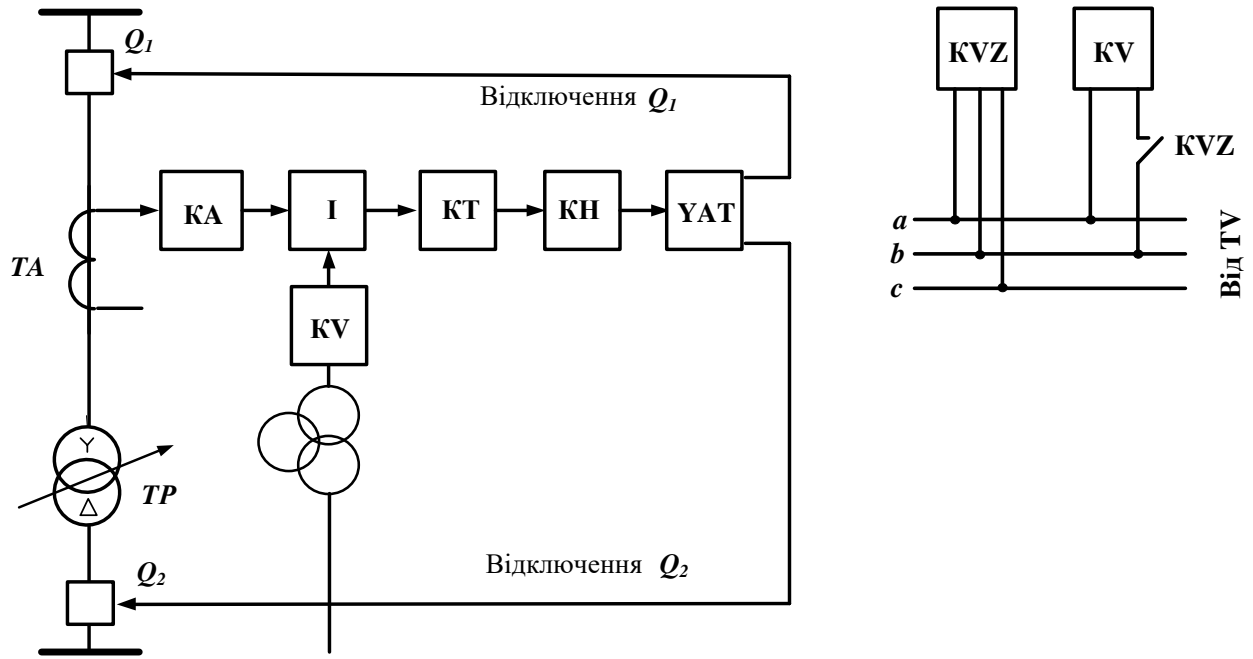 Q1
Відключення Q1
KA
I
KT
KH
YAT
TA
KV
TP
Q2
Відключення Q2
KVZ
KV
KVZ
a
b
c
Від TV